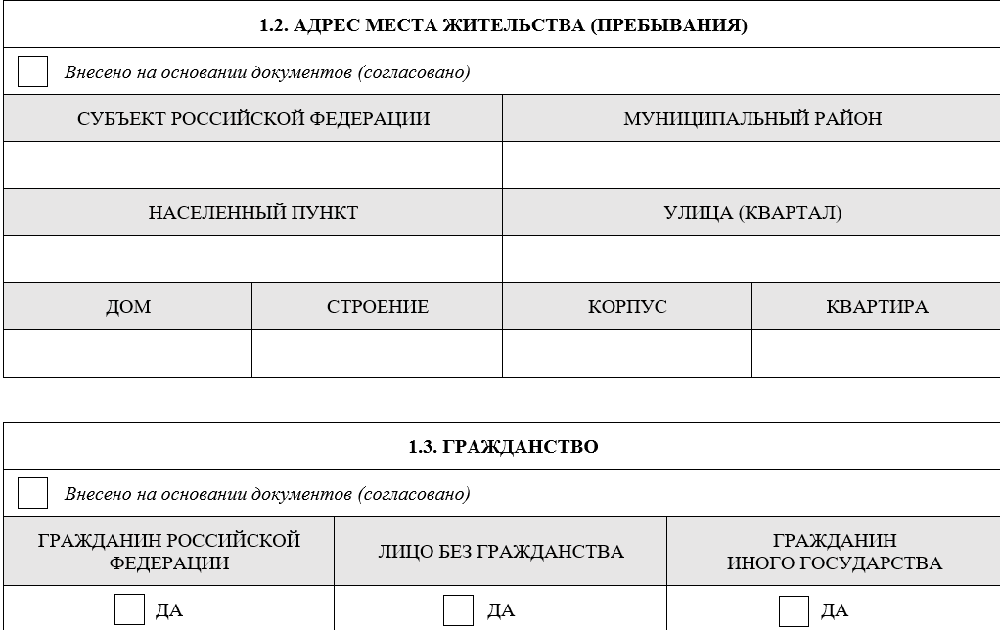 1.2. АДРЕС МЕСТА ЖИТЕЛЬСТВА (ПРЕБЫВАНИЯ)
Внесено на основании документов (согласовано)
СУБЪЕКТ РОССИЙСКОЙ ФЕДЕРАЦИИ
МУНИЦИПАЛЬНЫЙ РАЙОН
НАСЕЛЕННЫЙ ПУНКТ
УЛИЦА (КВАРТАЛ)
ДОМ
СТРОЕНИЕ
КОРПУС
КВАРТИРА
1.3. ГРАЖДАНСТВО
Внесено на основании документов (согласовано)
ГРАЖДАНИН РОССИЙСКОЙ
ФЕДЕРАЦИИ
ЛИЦО БЕЗ ГРАЖДАНСТВА
ГРАЖДАНИН
ИНОГО ГОСУДАРСТВА
ДА
ДА
ДА